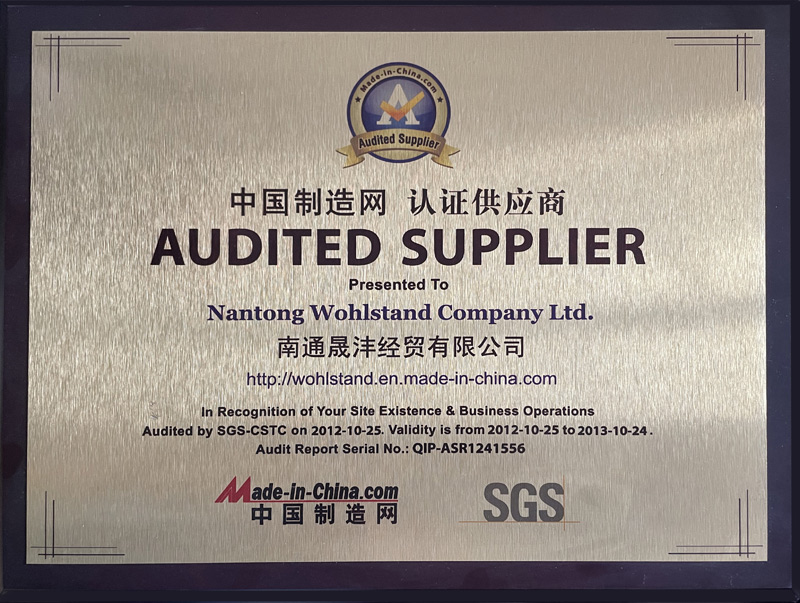 Made-in-China.com
Audited Supplier
中国制造网 认证供应商
AUDITED SUPPLIER
Presented To
Nantong Wohlstand Company Ltd.
南通晟沣经贸有限公司
http://wohlstand.en.made-in-china.com
In Recognition of Your Site Existence & Business Operations
Audited by SGS-CSTC on 2012-10-25. Validity is from 2012-10-25 to 2013-10-24.
Audit Report Serial No.: QIP-ASR1241556
Made-in-China.com
中国制造网
SGS